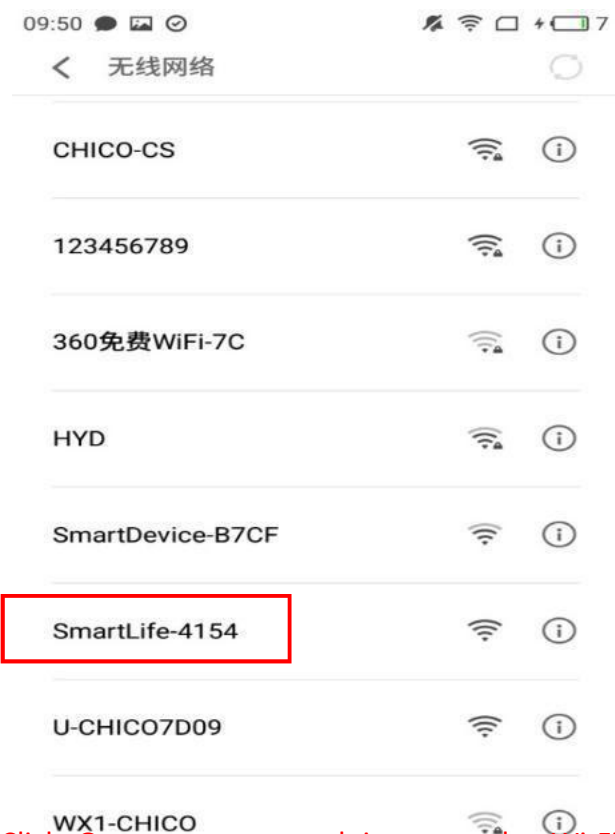 09:50 7
无线网络
CHICO-CS
123456789
360免费WiFi-7C
HYD
SmartDevice-B7CF
SmartLife-4154
U-CHICO7D09
WX1-CHICO